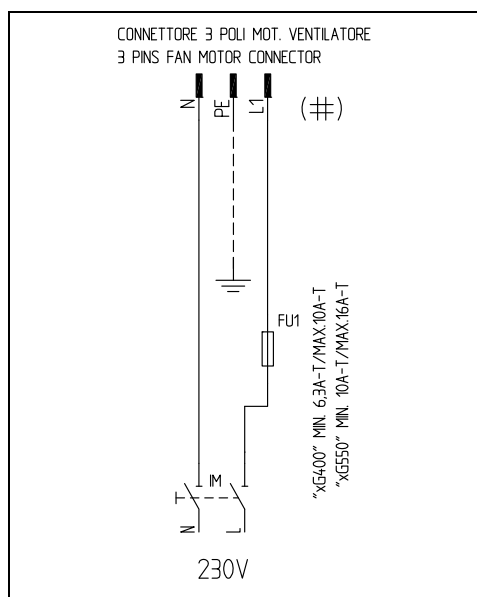 CONNETTORE 3 POLI MOT. VENTILATORE
3 PINS FAN MOTOR CONNECTOR
N
PE
L1
(#)
FU1
"xG400" MIN. 6,3A-T/MAX.10A-T
"xG550" MIN. 10A-T/MAX.16A-T
IM
N
L
230V